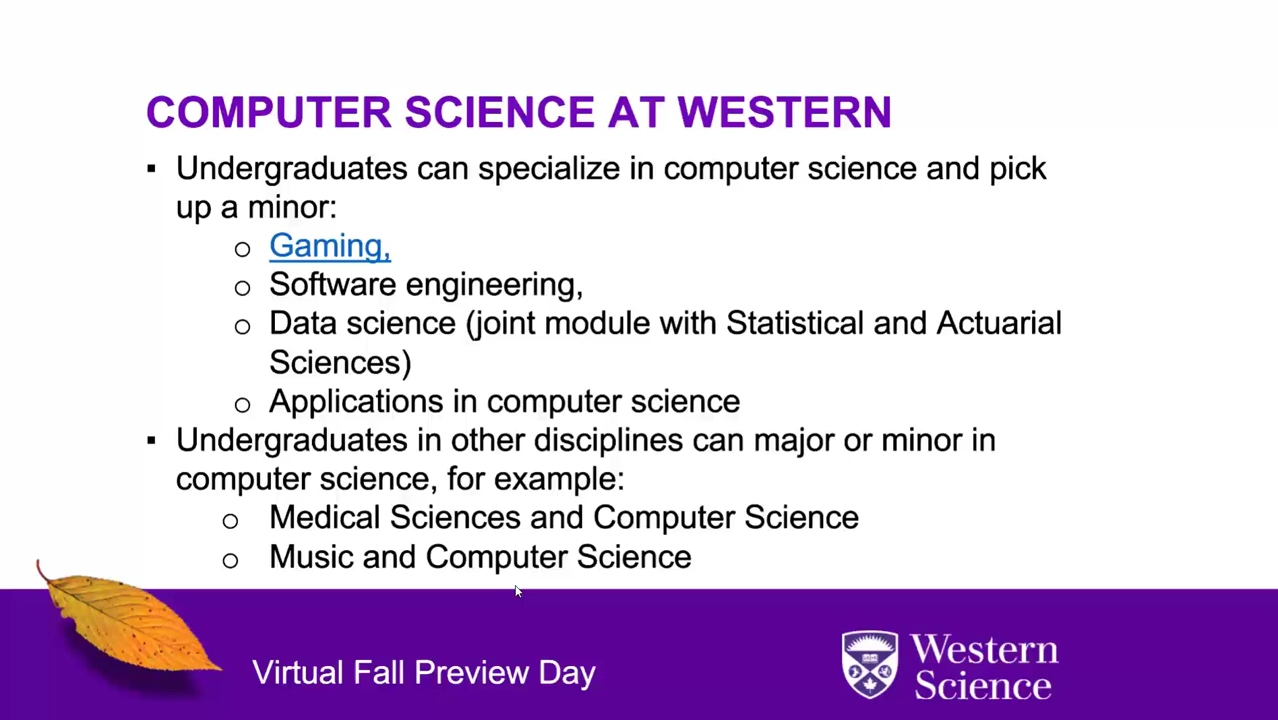 COMPUTER SCIENCE AT WESTERN
▪ Undergraduates can specialize in computer science and pick
up a minor:
o Gaming,
o Software engineering,
o Data science (joint module with Statistical and Actuarial
Sciences)
o Applications in computer science
▪ Undergraduates in other disciplines can major or minor in
computer science, for example:
o Medical Sciences and Computer Science
o Music and Computer Science
Virtual Fall Preview Day
Western
Science